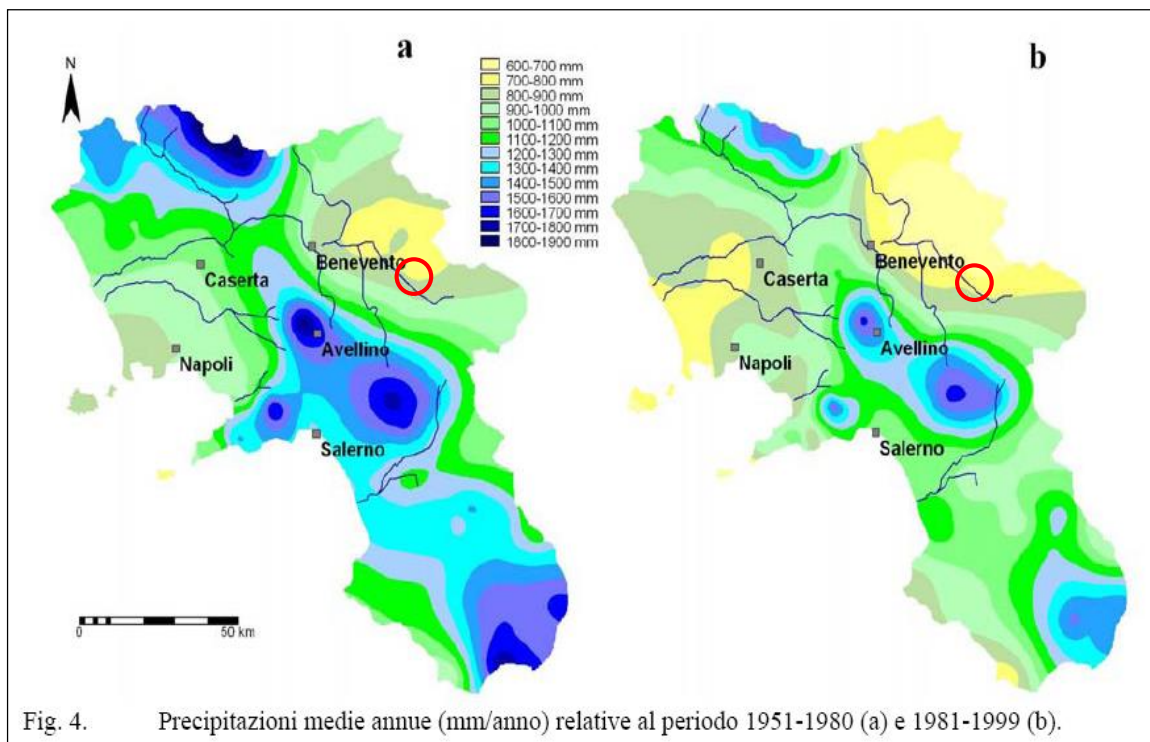 a
b
N
600-700 mm
700-800 mm
800-900 mm
900-1000 mm
1000-1100 mm
1100-1200 mm
1200-1300 mm
1300-1400 mm
1400-1500 mm
1500-1600 mm
1600-1700 mm
1700-1800 mm
1800-1900 mm
Benevento
Caserta
Avellino
Napoli
Salerno
0 50 km
Benevento
Caserta
Avellino
Napoli
Salerno
Fig. 4. Precipitazioni medie annue (mm/anno) relative al periodo 1951-1980 (a) e 1981-1999 (b).